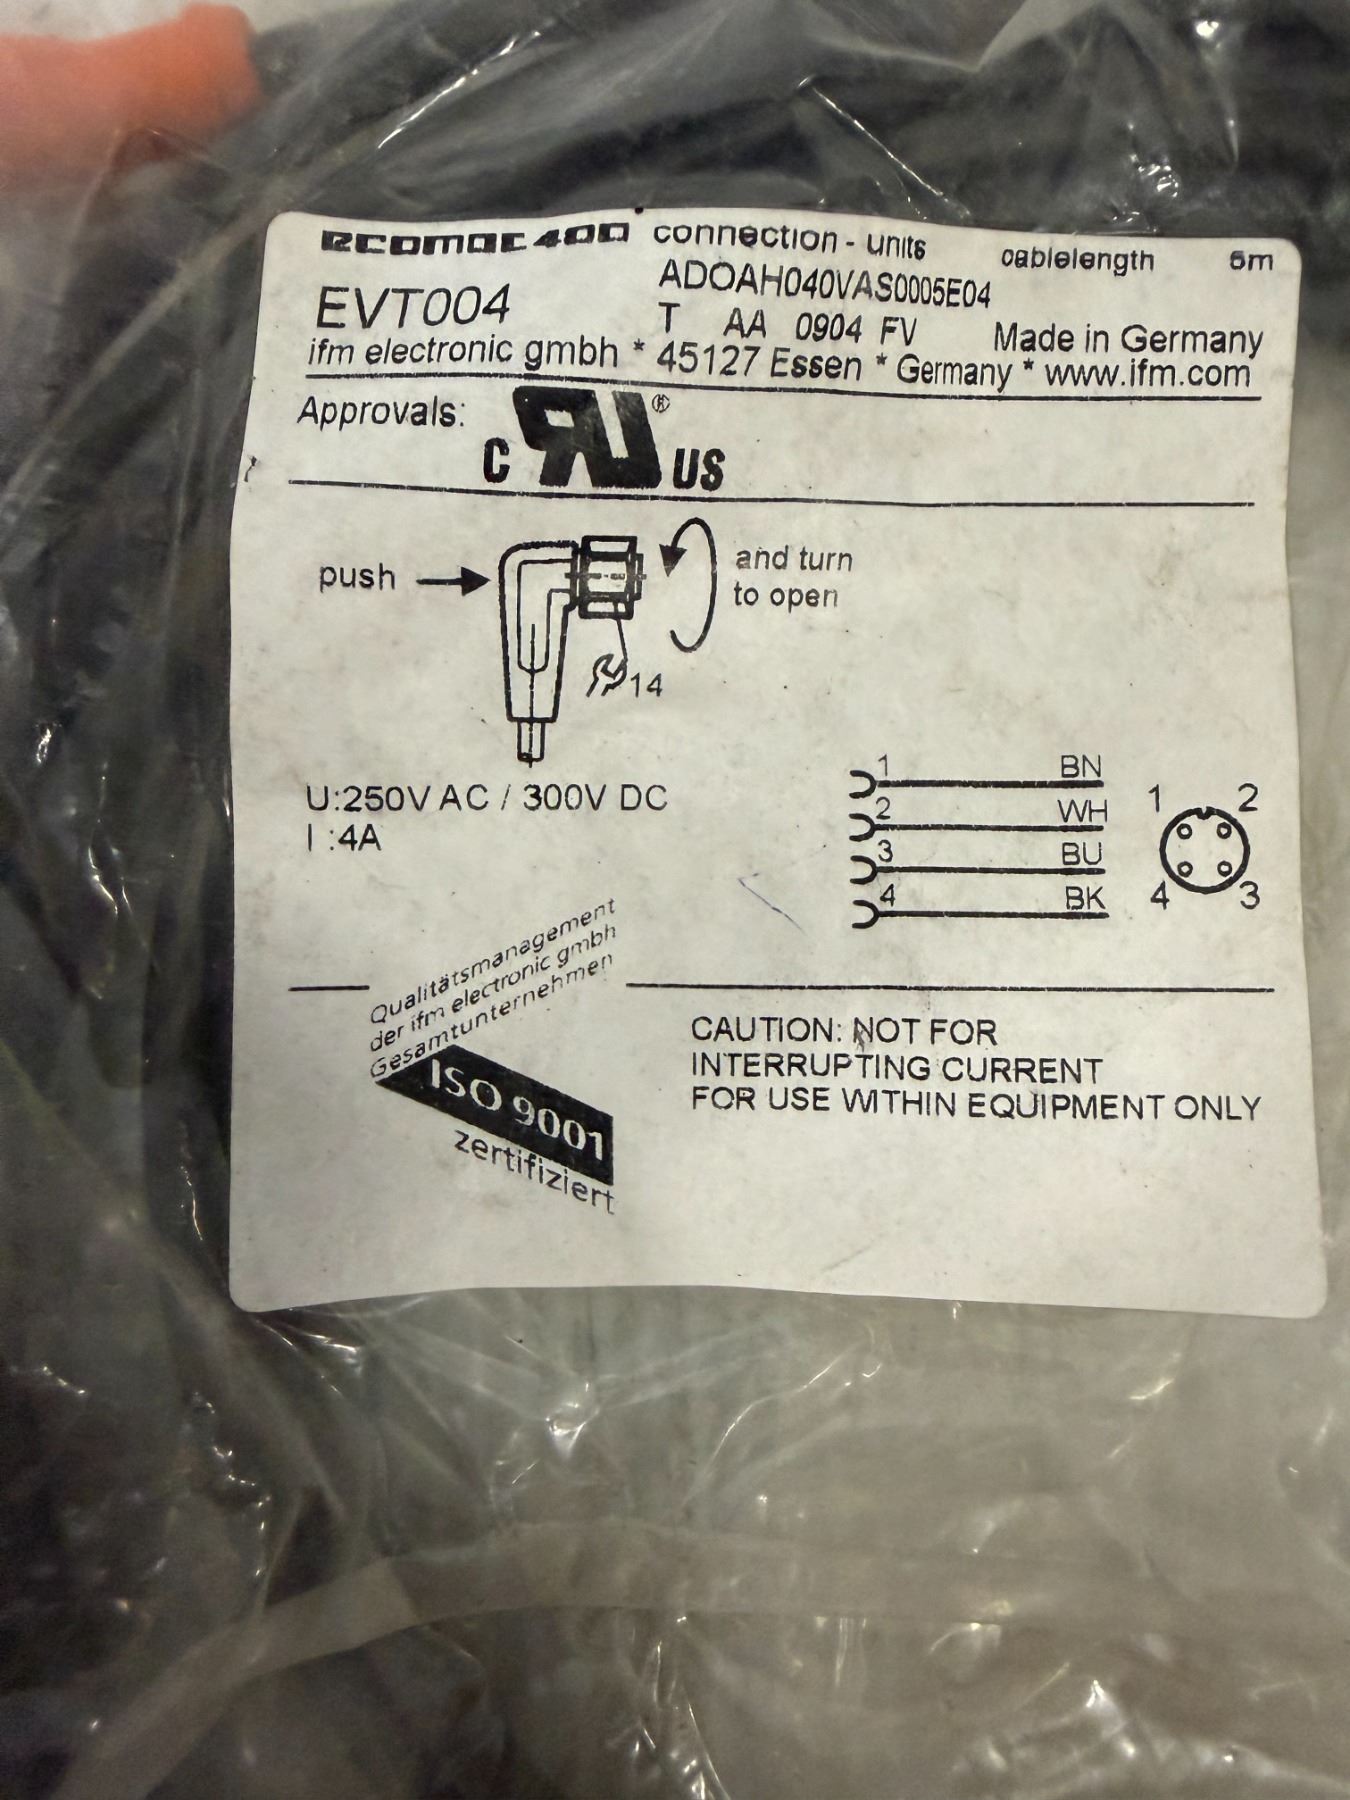 ecomac400 connection - units cablelength 5m
EVT004 ADOAH040VAS0005E04
T AA 0904 FV Made in Germany
ifm electronic gmbh * 45127 Essen * Germany * www.ifm.com
Approvals: C RU ® US
push and turn
to open
14
U:250V AC / 300V DC
I :4A
1 BN
2 WH
3 BU
4 BK
1 2
4 3
Qualitätsmanagement
der ifm electronic gmbh
Gesamtunternehmen
ISO 9001
zertifiziert
CAUTION: NOT FOR
INTERRUPTING CURRENT
FOR USE WITHIN EQUIPMENT ONLY